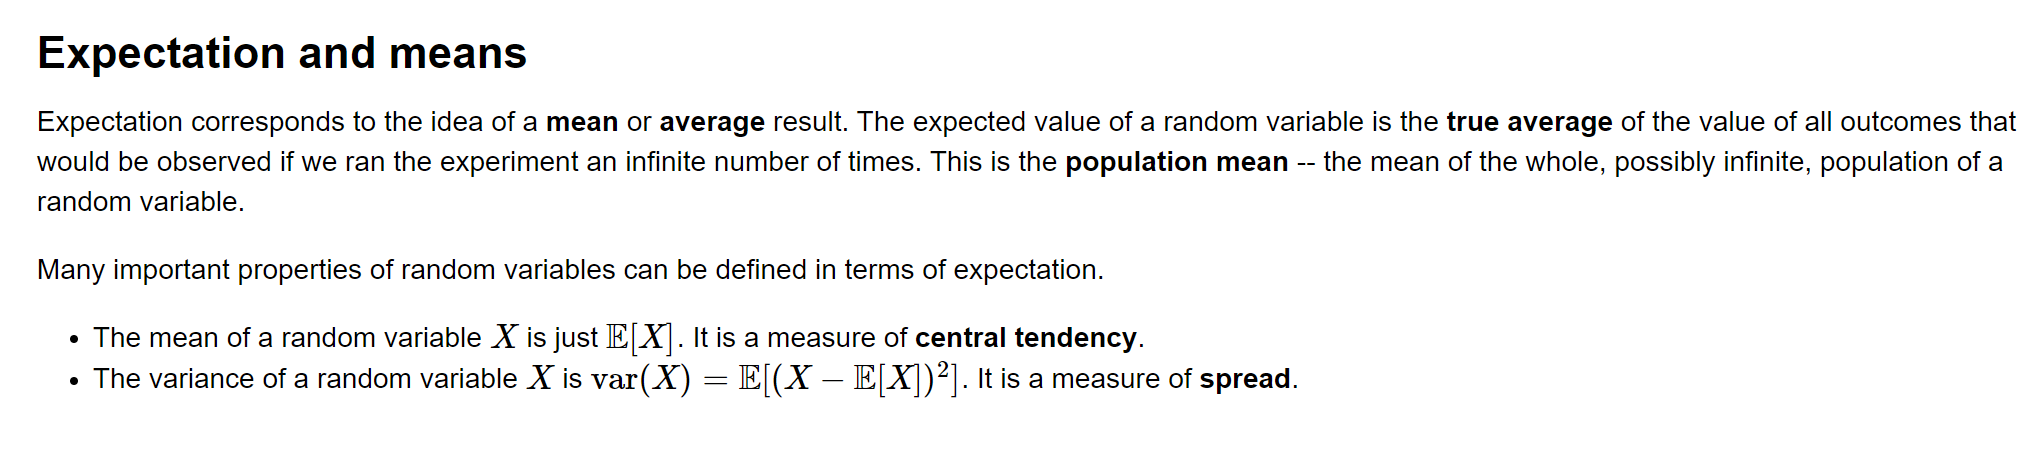 Expectation and means
Expectation corresponds to the idea of a mean or average result. The expected value of a random variable is the true average of the value of all outcomes that
would be observed if we ran the experiment an infinite number of times. This is the population mean -- the mean of the whole, possibly infinite, population of a
random variable.
Many important properties of random variables can be defined in terms of expectation.
• The mean of a random variable X is just 𝔼[X]. It is a measure of central tendency.
• The variance of a random variable X is var(X) = 𝔼[(X − 𝔼[X])²]. It is a measure of spread.